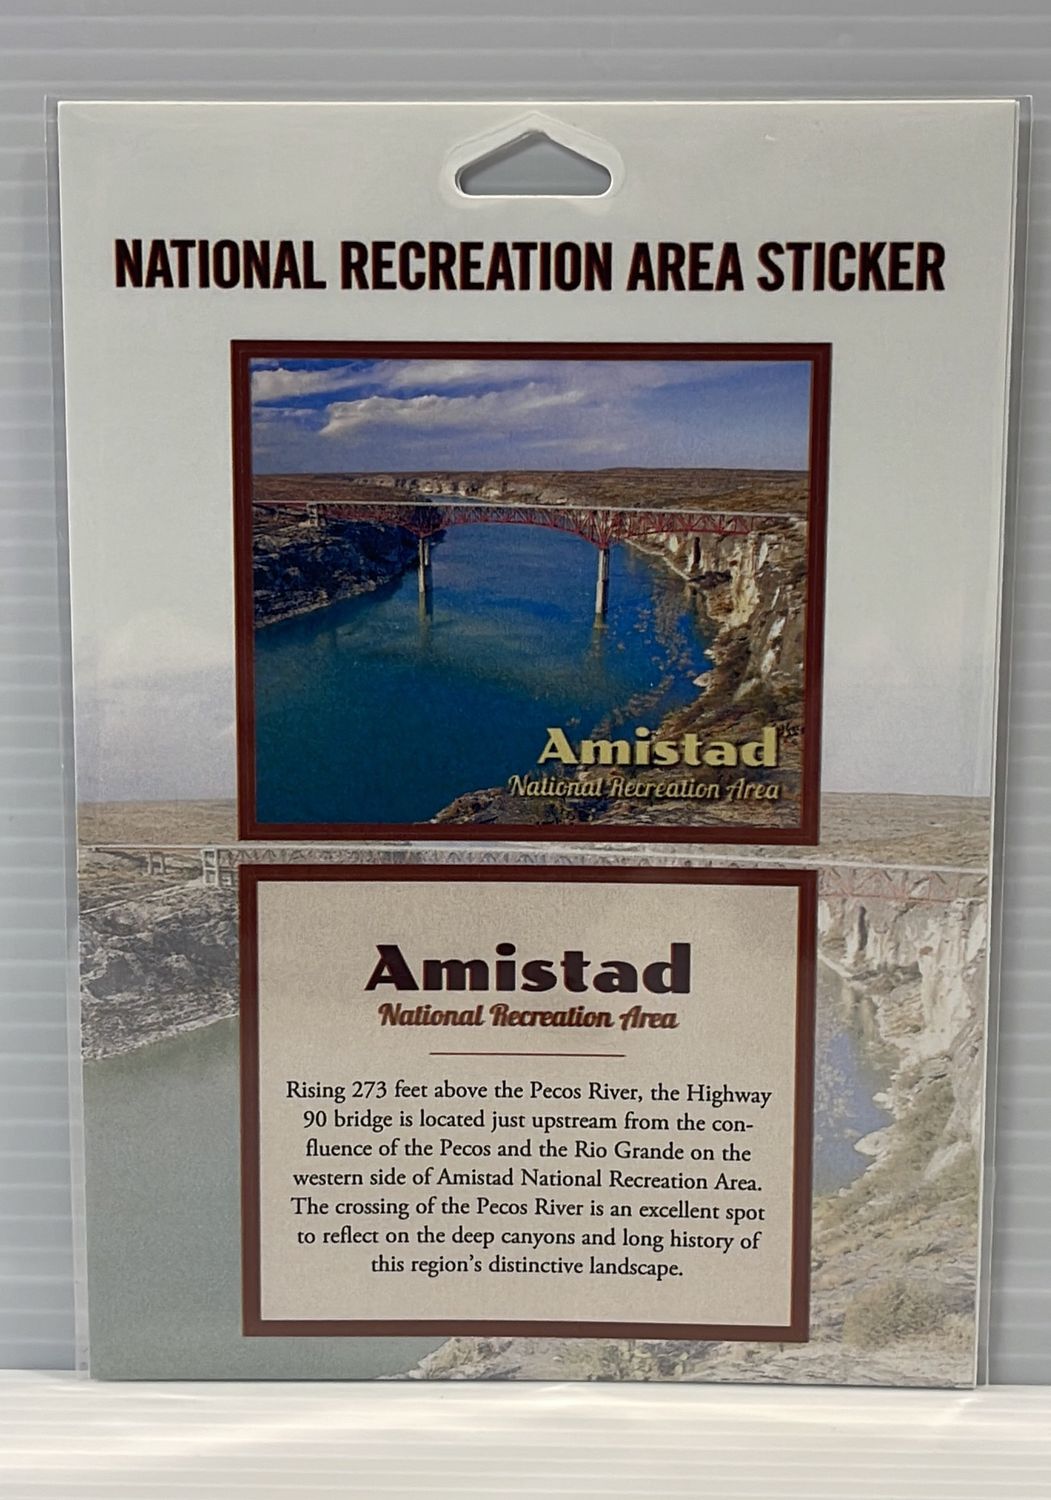 NATIONAL RECREATION AREA STICKER
Amistad
National Recreation Area
Amistad
National Recreation Area
Rising 273 feet above the Pecos River, the Highway
90 bridge is located just upstream from the con-
fluence of the Pecos and the Rio Grande on the
western side of Amistad National Recreation Area.
The crossing of the Pecos River is an excellent spot
to reflect on the deep canyons and long history of
this region's distinctive landscape.